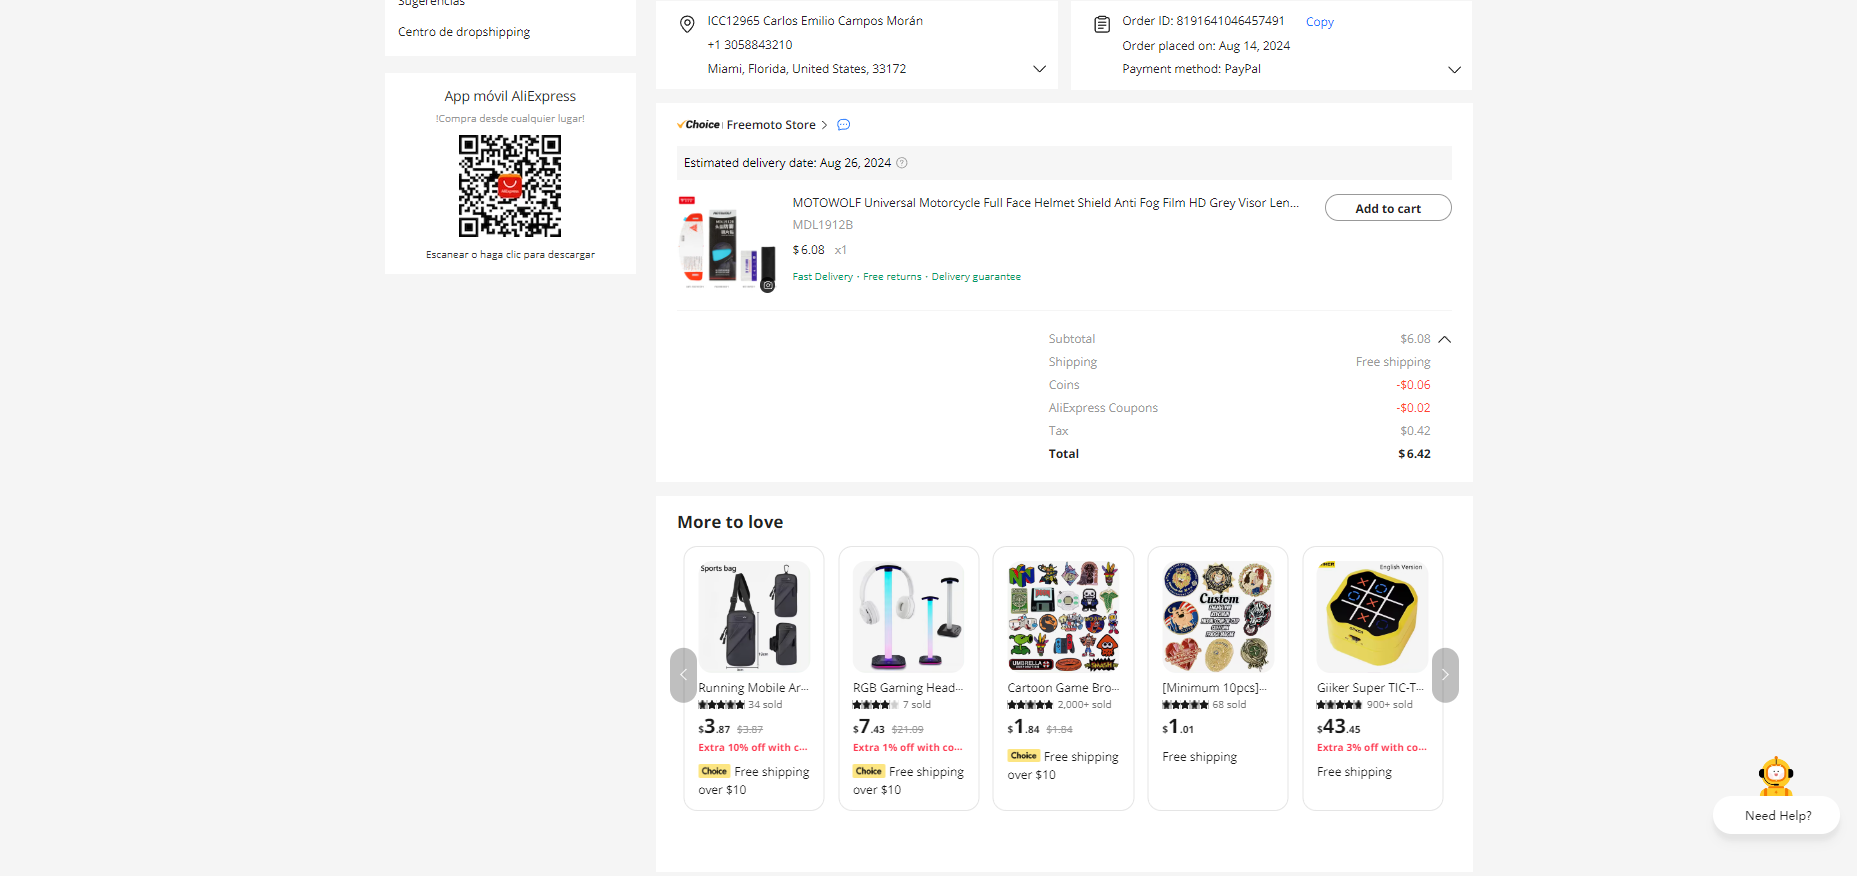 Sugerencias
Centro de dropshipping
App móvil AliExpress
!Compra desde cualquier lugar!
AliExpress
Escanear o haga clic para descargar
ICC12965 Carlos Emilio Campos Morán
+1 3058843210
Miami, Florida, United States, 33172
Order ID: 8191641046457491 Copy
Order placed on: Aug 14, 2024
Payment method: PayPal
Choice | Freemoto Store
Estimated delivery date: Aug 26, 2024
MOTOWOLF Universal Motorcycle Full Face Helmet Shield Anti Fog Film HD Grey Visor Len...
Add to cart
MDL1912B
$6.08 x1
Fast Delivery · Free returns · Delivery guarantee
Subtotal $6.08
Shipping Free shipping
Coins -$0.06
AliExpress Coupons -$0.02
Tax $0.42
Total $6.42
More to love
Sports bag
Running Mobile Ar...
34 sold
$3.87 $3.87
Extra 10% off with c...
Choice Free shipping
over $10
RGB Gaming Head...
7 sold
$7.43 $21.09
Extra 1% off with co...
Choice Free shipping
over $10
UMBRELLA
Cartoon Game Bro...
2,000+ sold
$1.84 $1.84
Choice Free shipping
over $10
Custom
[Minimum 10pcs]...
68 sold
$1.01
Free shipping
English Version
Giiker Super TIC-T...
900+ sold
$43.45
Extra 3% off with co...
Free shipping
Need Help?